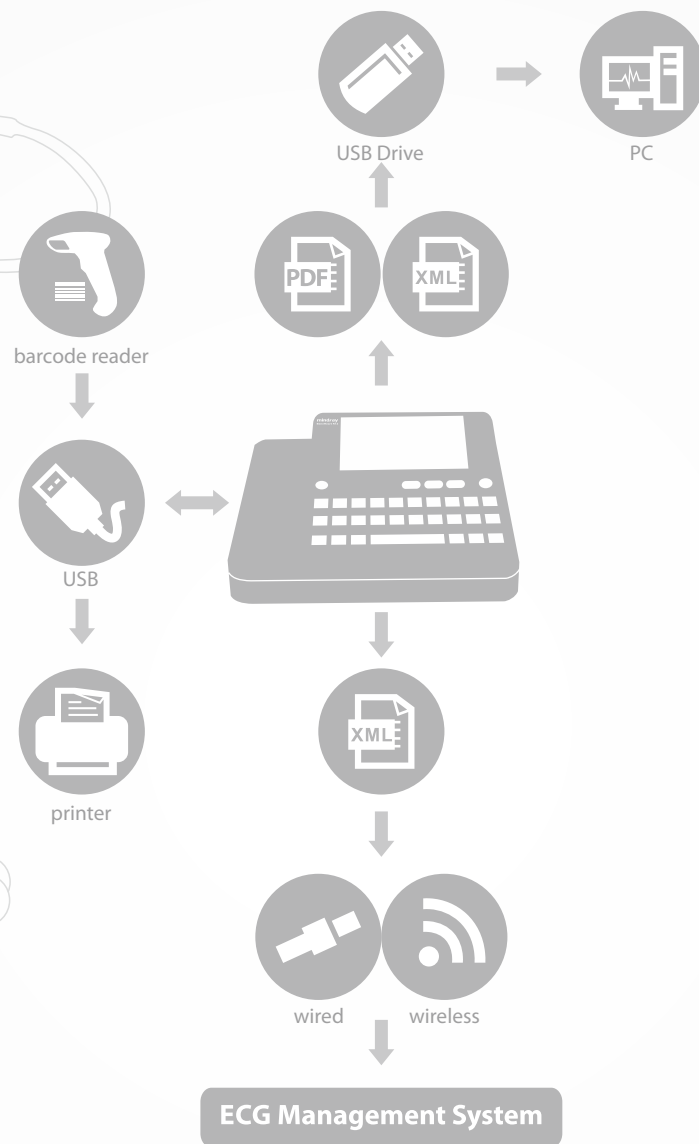 USB Drive
PC
PDF
XML
barcode reader
USB
XML
printer
wired
wireless
ECG Management System